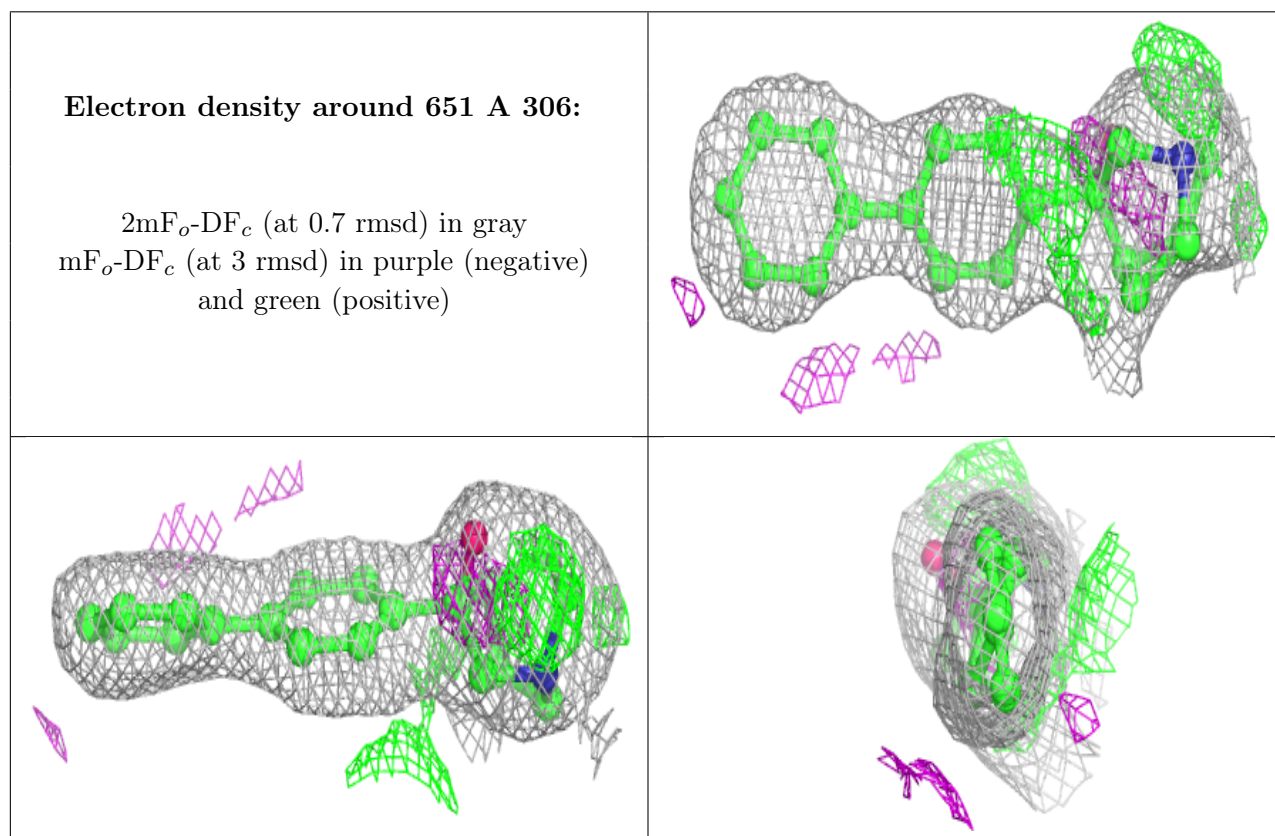 Electron density around 651 A 306:
2mFo-DFc (at 0.7 rmsd) in gray
mFo-DFc (at 3 rmsd) in purple (negative)
and green (positive)